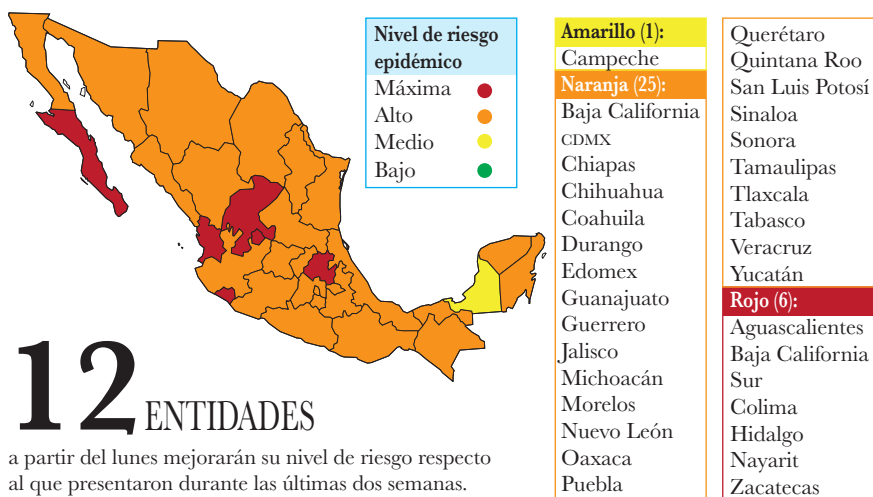 Nivel de riesgo
epidémico
Máxima
Alto
Medio
Bajo
12 ENTIDADES
a partir del lunes mejorarán su nivel de riesgo respecto
al que presentaron durante las últimas dos semanas.
Amarillo (1):
Campeche
Naranja (25):
Baja California
CDMX
Chiapas
Chihuahua
Coahuila
Durango
Edomex
Guanajuato
Guerrero
Jalisco
Michoacán
Morelos
Nuevo León
Oaxaca
Puebla
Querétaro
Quintana Roo
San Luis Potosí
Sinaloa
Sonora
Tamaulipas
Tlaxcala
Tabasco
Veracruz
Yucatán
Rojo (6):
Aguascalientes
Baja California
Sur
Colima
Hidalgo
Nayarit
Zacatecas